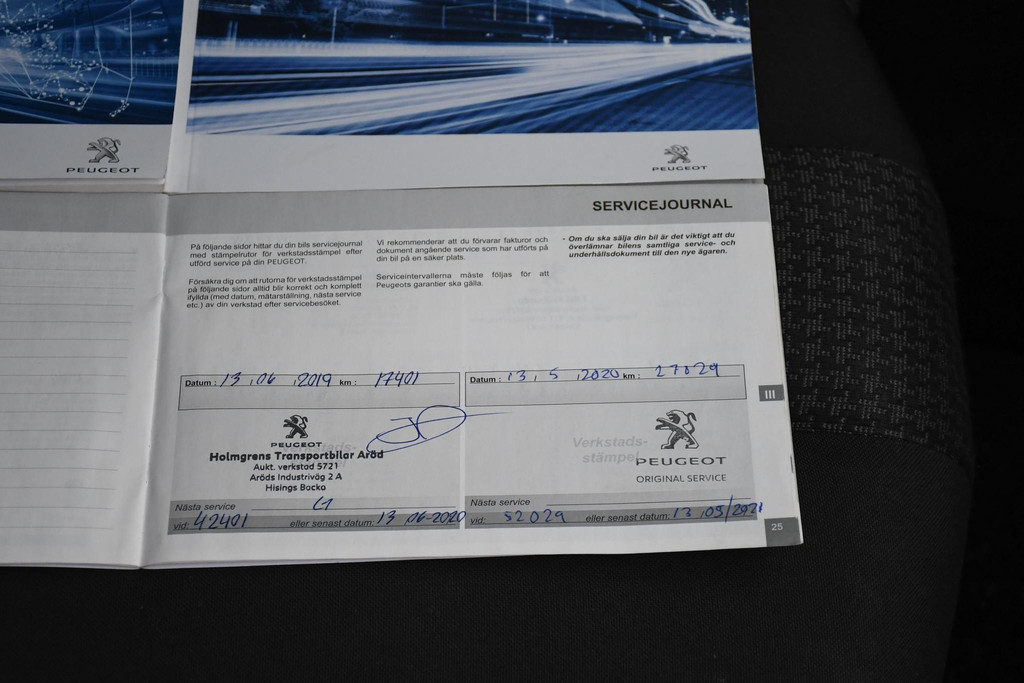 PEUGEOT
PEUGEOT
SERVICEJOURNAL
På följande sidor hittar du din bils servicejournal
med stämpelrutor för verkstadsstämpel efter
utförd service på din PEUGEOT.
Försäkra dig om att rutorna för verkstadsstämpel
på följande sidor alltid blir korrekt och komplett
ifyllda (med datum, mätarställning, nästa service
etc.) av din verkstad efter servicebesöket.
Vi rekommenderar att du förvarar fakturor och
dokument angående service som har utförts på
din bil på en säker plats.
Serviceintervallerna måste följas för att
Peugeots garantier ska gälla.
• Om du ska sälja din bil är det viktigt att du
överlämnar bilens samtliga service- och
underhållsdokument till den nye ägaren.
Datum : 13 , 06 , 2019 km : 17401
PEUGEOT
Holmgrens Transportbilar Aröd
Aukt. verkstad 5721
Aröds Industriväg 2 A
Hisings Backa
Nästa service
vid: 42401 eller senast datum: 13 06-2020
Datum : 13 , 5 , 2020 km : 27029
Verkstads-
stämpel
PEUGEOT
ORIGINAL SERVICE
Nästa service
vid: 52029 eller senast datum: 13 /05/2021
III
25